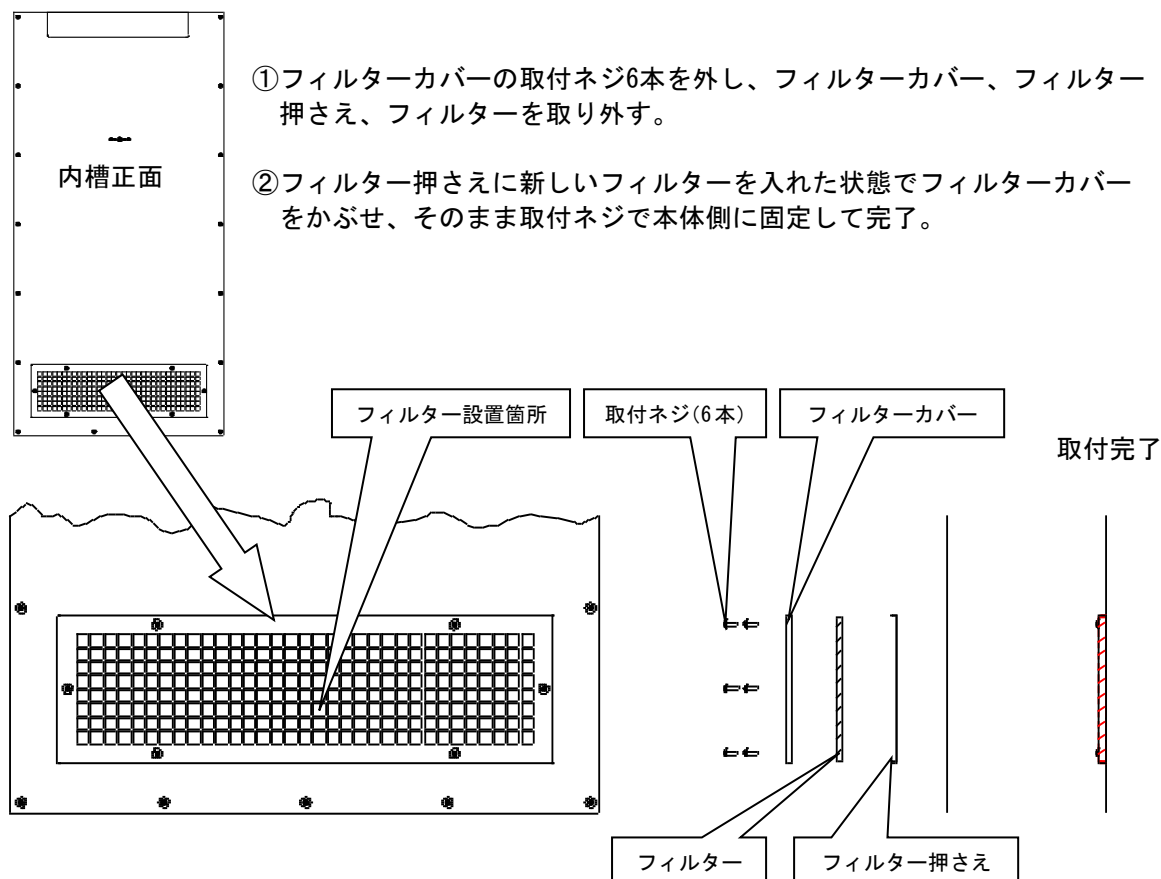 ①フィルターカバーの取付ネジ6本を外し、フィルターカバー、フィルター
押さえ、フィルターを取り外す。
内槽正面
②フィルター押さえに新しいフィルターを入れた状態でフィルターカバー
をかぶせ、そのまま取付ネジで本体側に固定して完了。
フィルター設置箇所
取付ネジ(6本)
フィルターカバー
取付完了
フィルター
フィルター押さえ